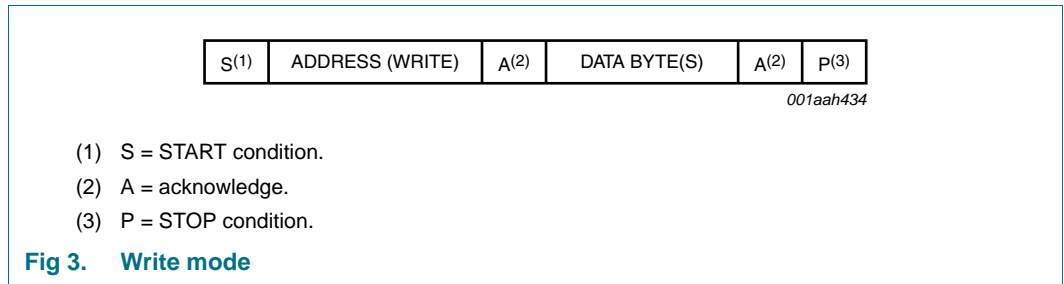 S(1) ADDRESS (WRITE) A(2) DATA BYTE(S) A(2) P(3)
001aah434
(1) S = START condition.
(2) A = acknowledge.
(3) P = STOP condition.
Fig 3. Write mode